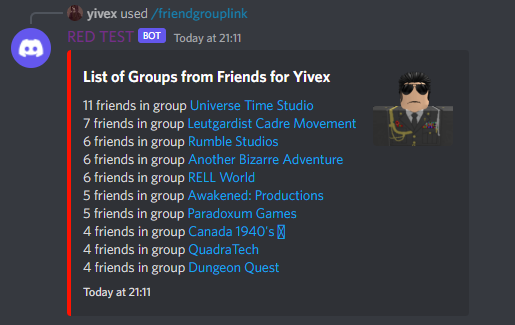 yivex used /friendgrouplink
RED TEST BOT Today at 21:11
List of Groups from Friends for Yivex
11 friends in group Universe Time Studio
7 friends in group Leutgardist Cadre Movement
6 friends in group Rumble Studios
6 friends in group Another Bizarre Adventure
6 friends in group RELL World
5 friends in group Awakened: Productions
5 friends in group Paradoxum Games
4 friends in group Canada 1940's
4 friends in group QuadraTech
4 friends in group Dungeon Quest
Today at 21:11